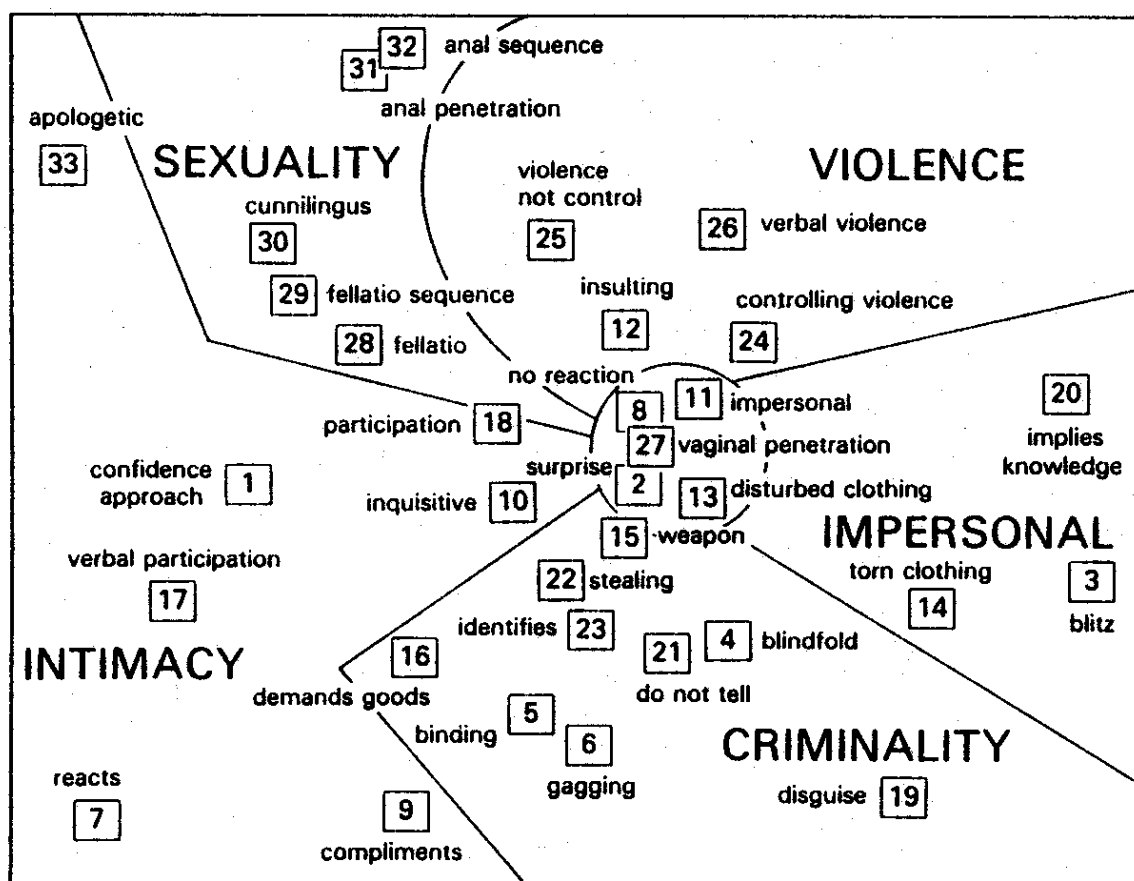 32 anal sequence
31
anal penetration
apologetic
33
SEXUALITY
VIOLENCE
violence
not control
25
26 verbal violence
cunnilingus
30
29 fellatio sequence
insulting
12
controlling violence
24
28 fellatio
no reaction
8
11 impersonal
20
implies
knowledge
participation 18
27 vaginal penetration
surprise
2
confidence
approach
1
inquisitive 10
13 disturbed clothing
15 weapon
IMPERSONAL
torn clothing
14
3
blitz
verbal participation
17
22 stealing
identifies 23
4 blindfold
21
do not tell
INTIMACY
16
demands goods
binding 5
6
gagging
CRIMINALITY
disguise 19
reacts
7
9
compliments